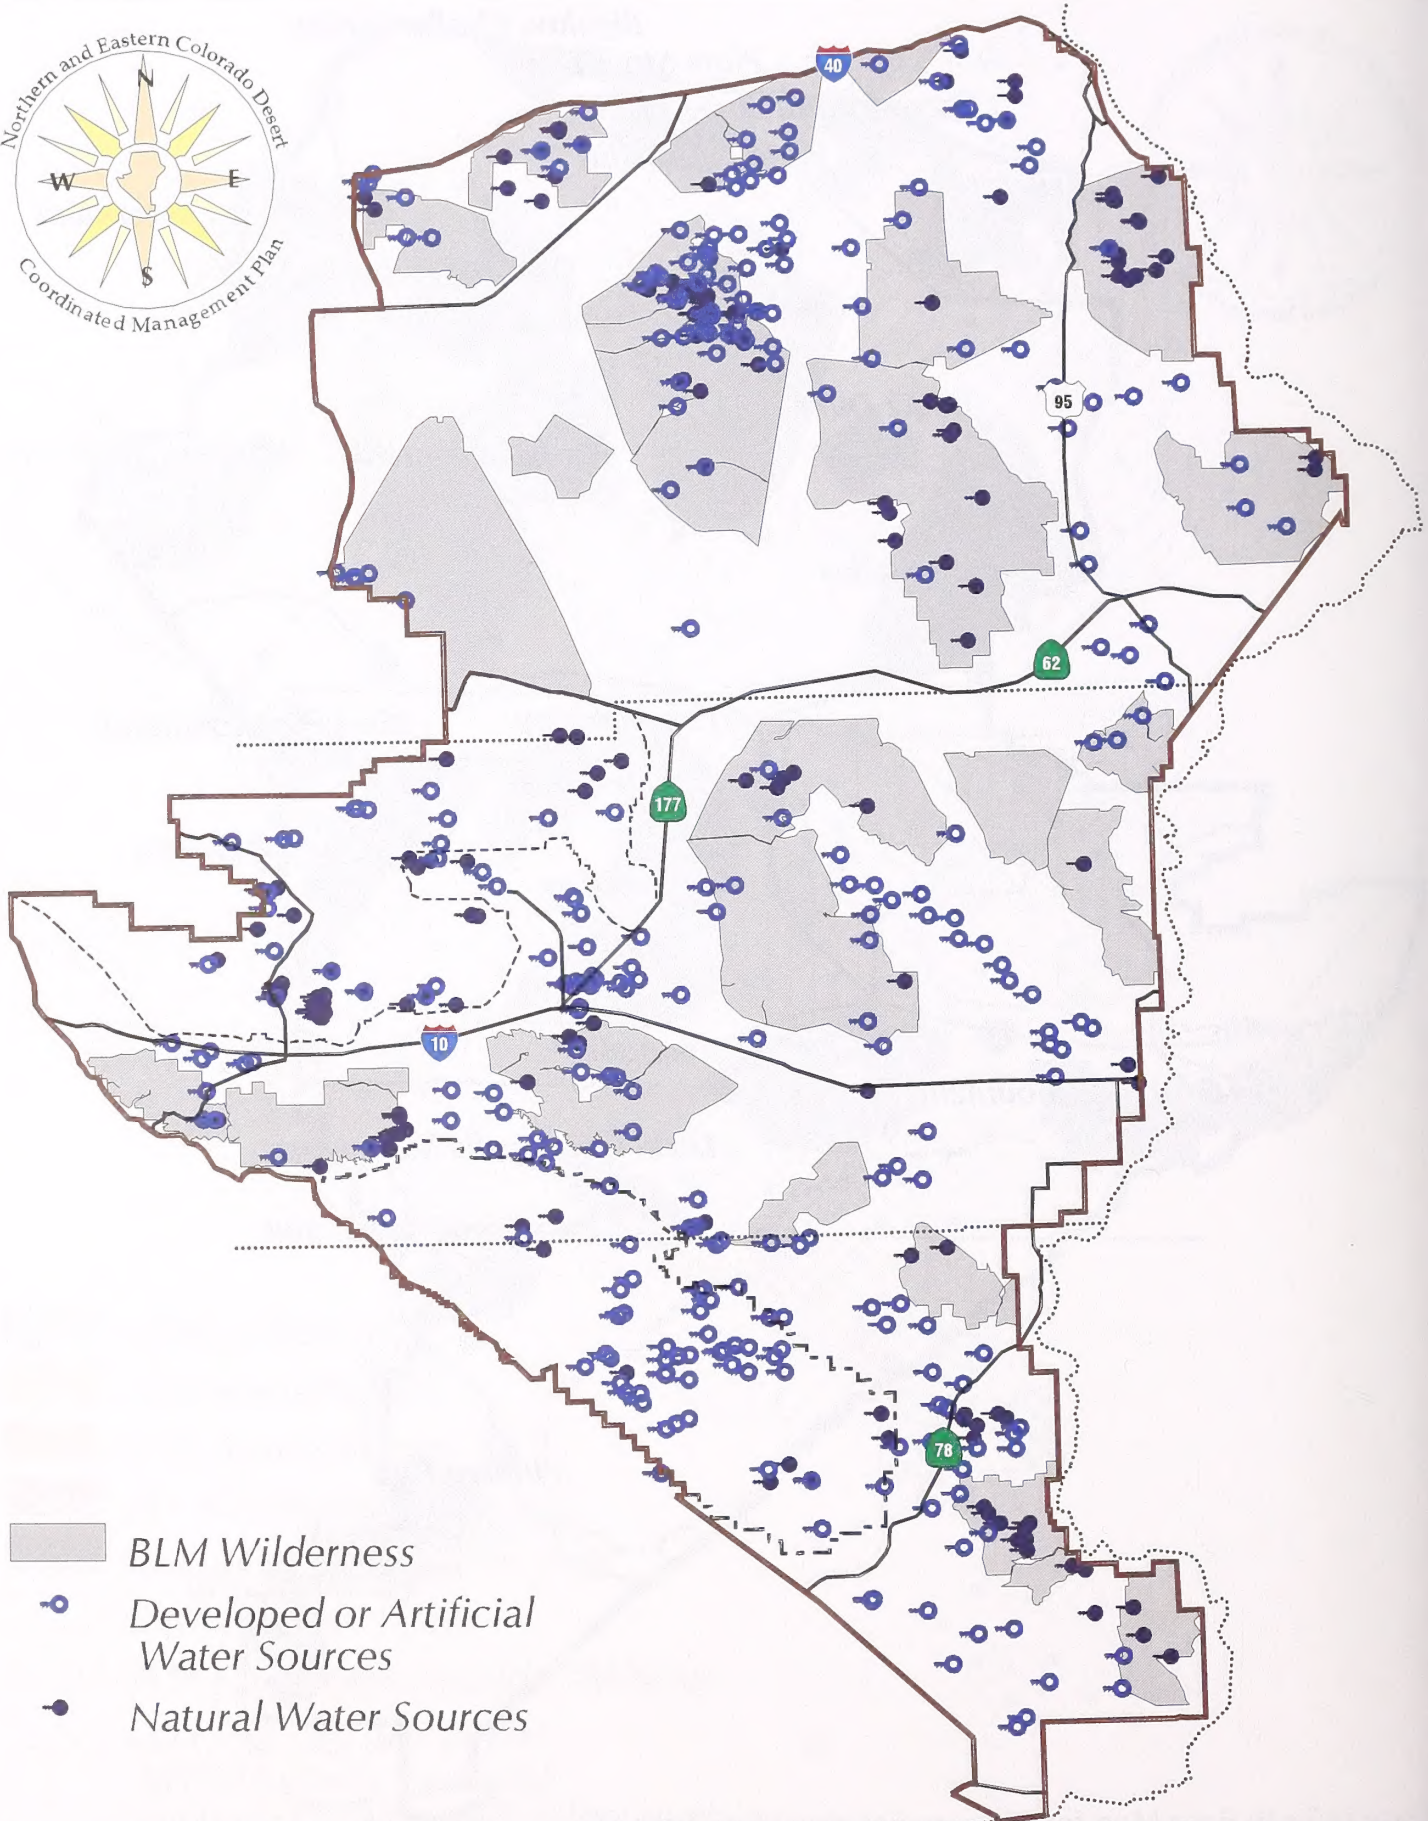 Northern and Eastern Colorado Desert
N
W
E
S
Coordinated Management Plan
40
95
62
177
10
78
BLM Wilderness
Developed or Artificial
Water Sources
Natural Water Sources